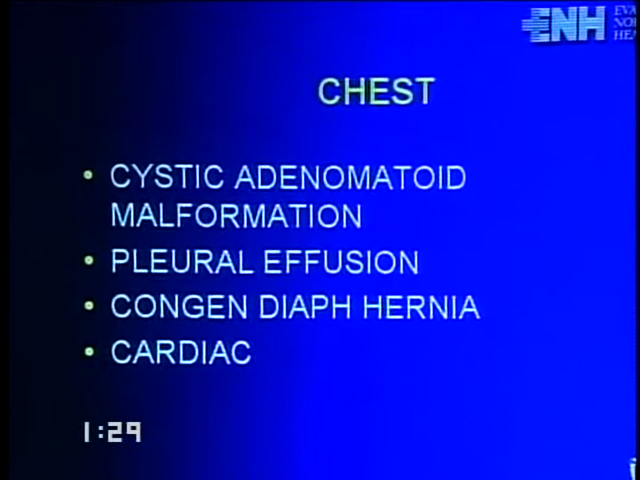 ENH
CHEST
• CYSTIC ADENOMATOID
MALFORMATION
• PLEURAL EFFUSION
• CONGEN DIAPH HERNIA
• CARDIAC
1:29